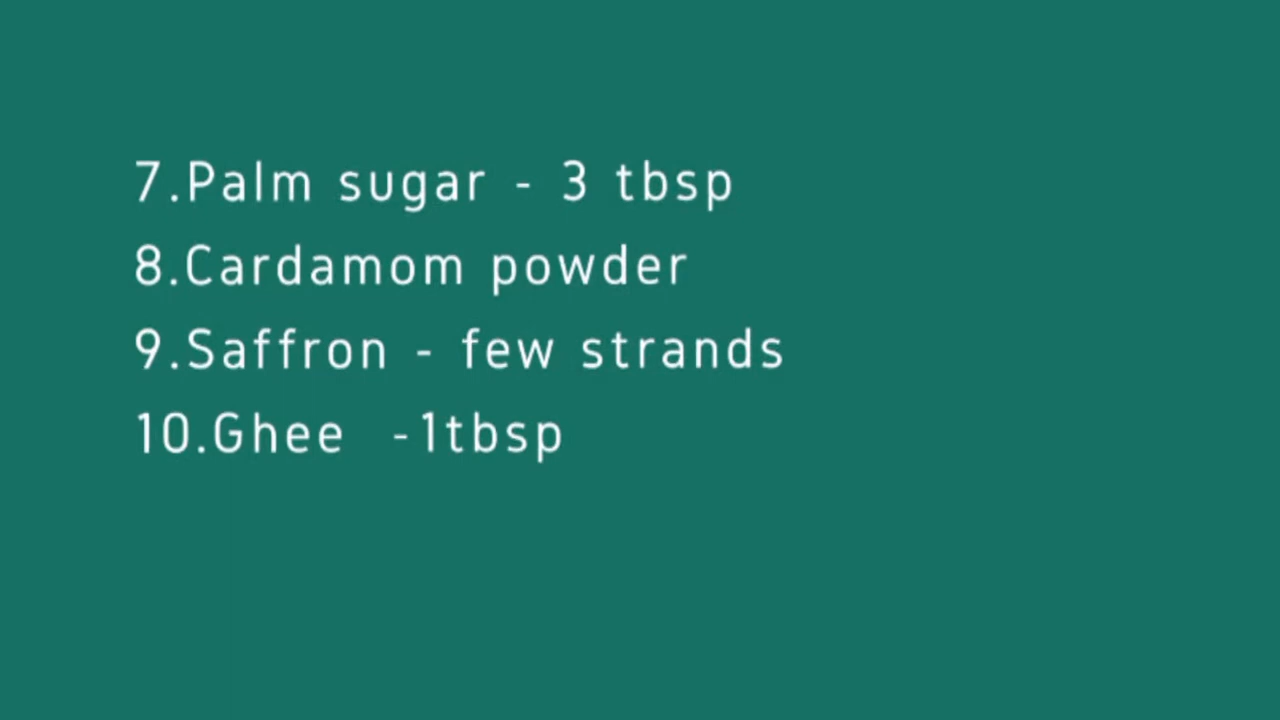 7.Palm sugar - 3 tbsp
8.Cardamom powder
9.Saffron - few strands
10.Ghee  -1tbsp